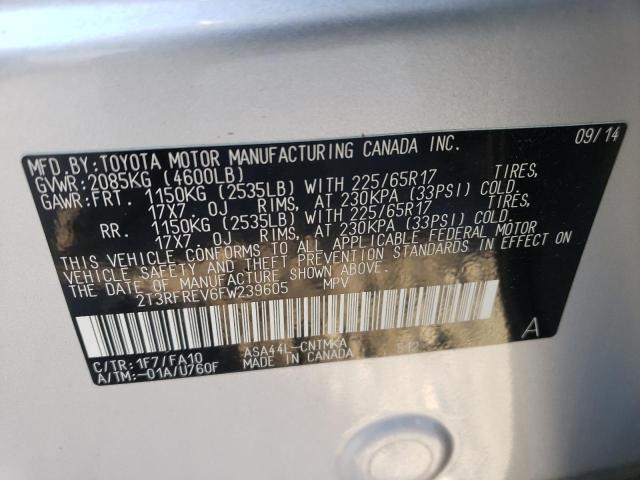 MFD.BY:TOYOTA MOTOR MANUFACTURING CANADA INC. 09/14
GVWR:2085KG (4600LB)
GAWR:FRT. 1150KG (2535LB) WITH 225/65R17 TIRES,
17X7.0J RIMS, AT 230KPA (33PSI) COLD.
RR. 1150KG (2535LB) WITH 225/65R17 TIRES,
17X7.0J RIMS, AT 230KPA (33PSI) COLD.
THIS VEHICLE CONFORMS TO ALL APPLICABLE FEDERAL MOTOR
VEHICLE SAFETY AND THEFT PREVENTION STANDARDS IN EFFECT ON
THE DATE OF MANUFACTURE SHOWN ABOVE.
2T3RFREV6FW239605 MPV
A
C/TR:1F7/FA10 ASA44L-CNTMKA
A/TM:-01A/U760F MADE IN CANADA